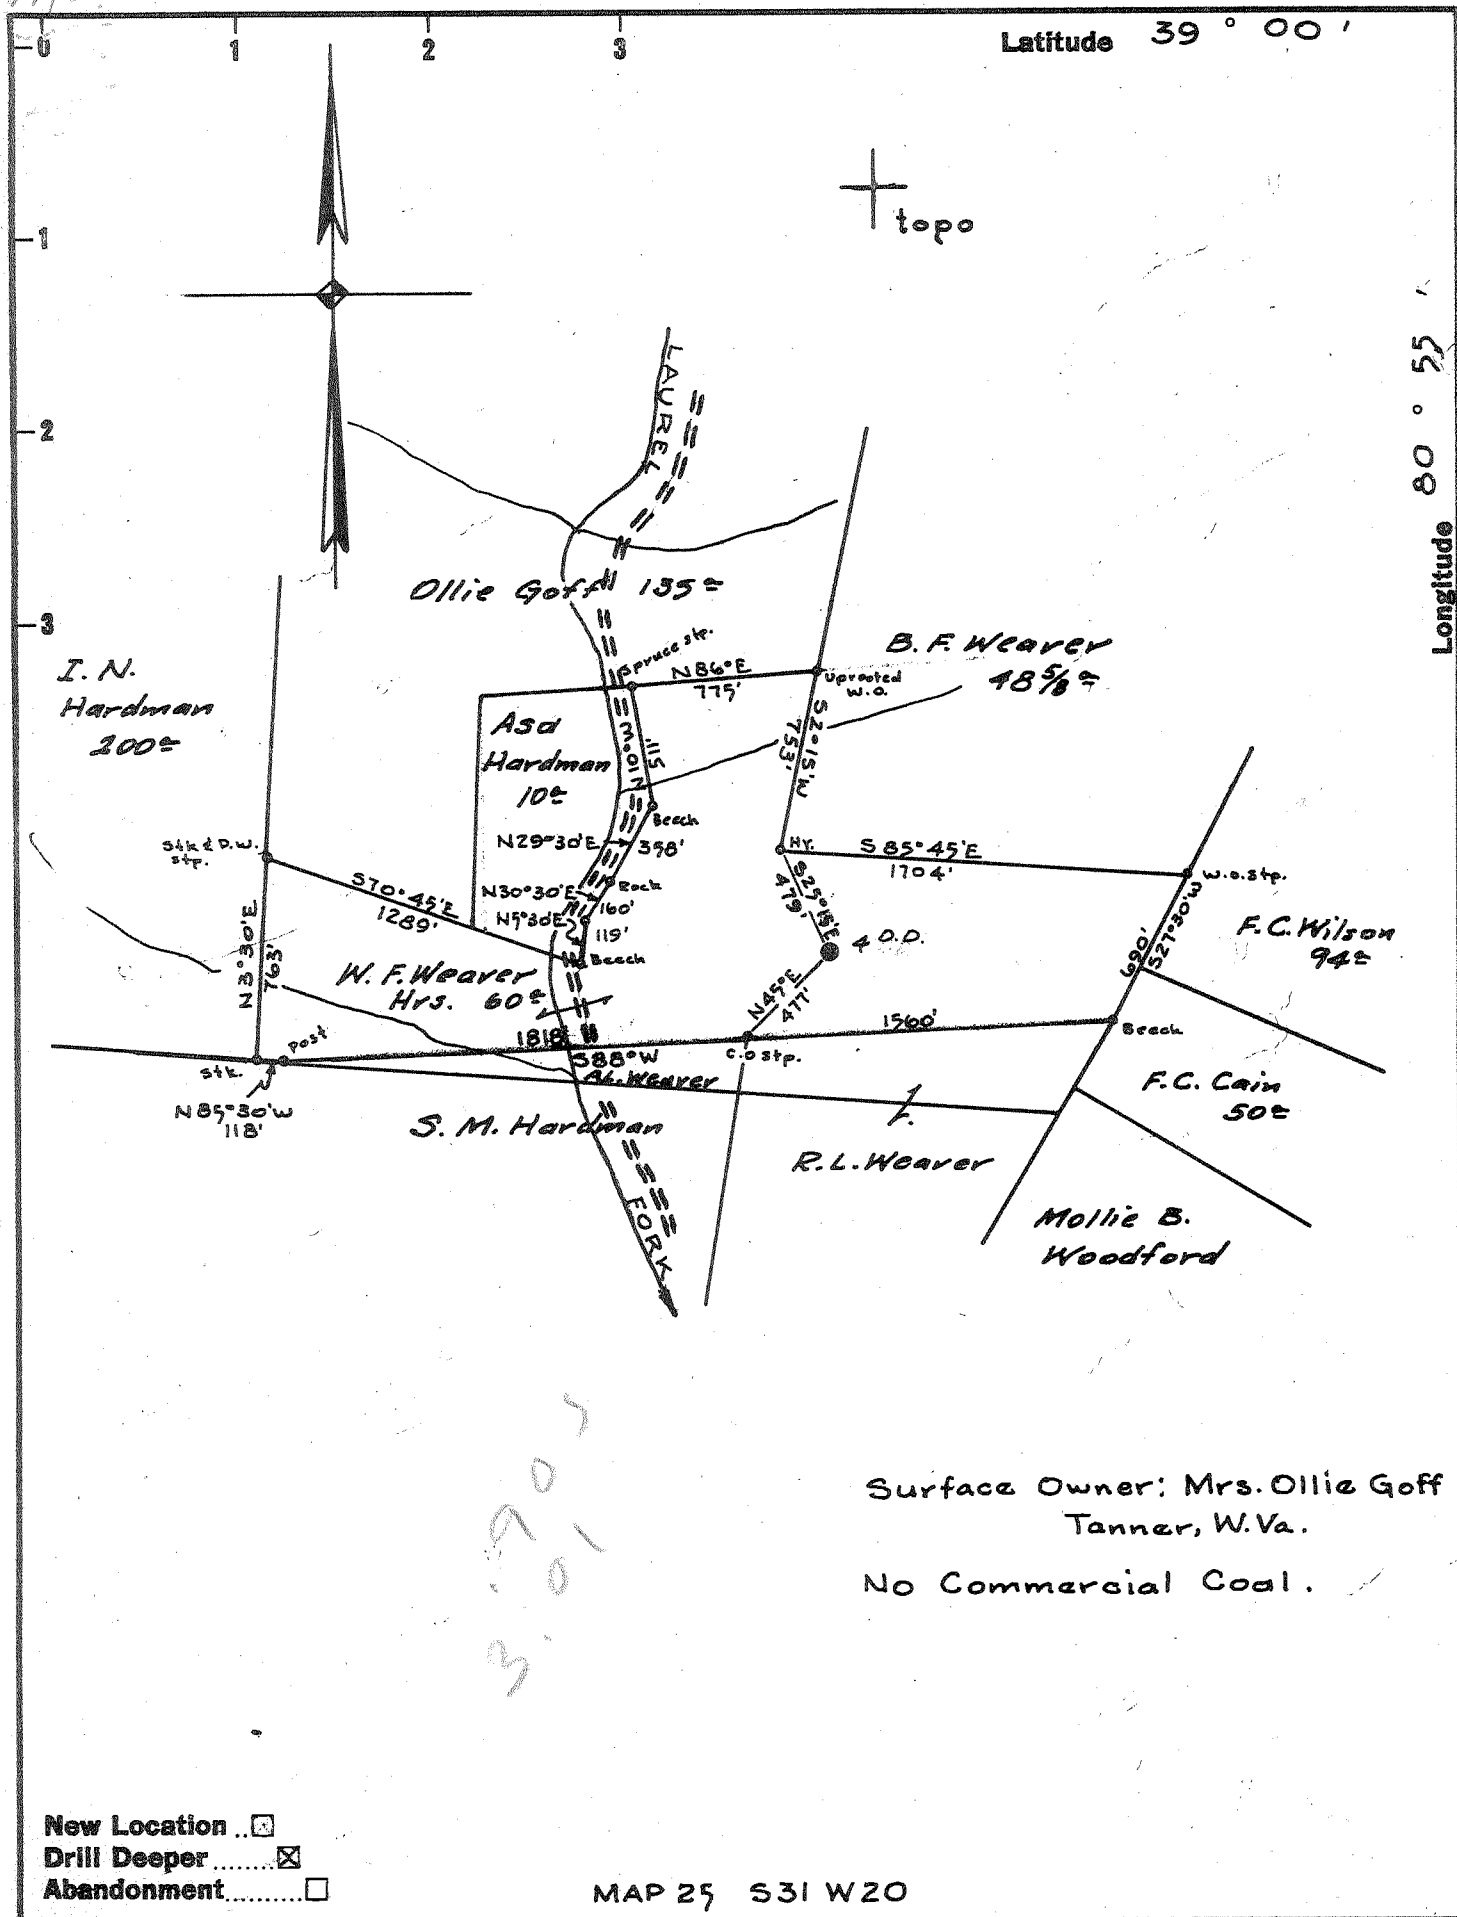 0
1
2
3
Latitude 39° 00'
1
topo
Longitude 80° 55'
2
LAUREL
Ollie Goff 135 a
3
Spruce stp.
N86°E
775'
Uprooted
W.O.
B. F. Weaver
48 5/8 a
I. N.
Hardman
200 a
Asa
Hardman
10 a
N10°W
511'
S2°15'W
753'
Beech
N29°30'E
358'
Stk & D.W.
stp.
S70°45'E
1289'
Rock
N30°30'E
160'
N5°30'E
119'
Beech
HY.
S85°45'E
1704'
W.O. stp.
S25°15'E
479'
4 O.D.
690'
S27°30'W
F.C. Wilson
94 a
N3°30'E
763'
W. F. Weaver
Hrs. 60 a
N45°E
477'
1818'
1560'
Beech
Stk.
Post
S88°W
C.O stp.
A.L. Weaver
N85°30'W
118'
S. M. Hardman
F.C. Cain
50 a
R. L. Weaver
FORK
Mollie B.
Woodford
Surface Owner: Mrs. Ollie Goff
Tanner, W. Va.
No Commercial Coal.
New Location ..
Drill Deeper ........ ☒
Abandonment .......... ☐
MAP 25 S31 W20